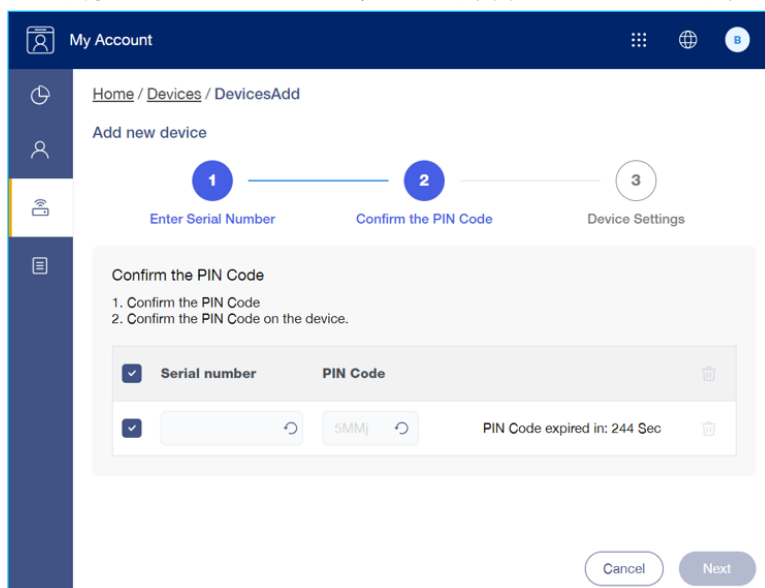 My Account
B
Home / Devices / DevicesAdd
Add new device
1
2
3
Enter Serial Number
Confirm the PIN Code
Device Settings
Confirm the PIN Code
1. Confirm the PIN Code
2. Confirm the PIN Code on the device.
Serial number PIN Code
5MMj PIN Code expired in: 244 Sec
Cancel Next